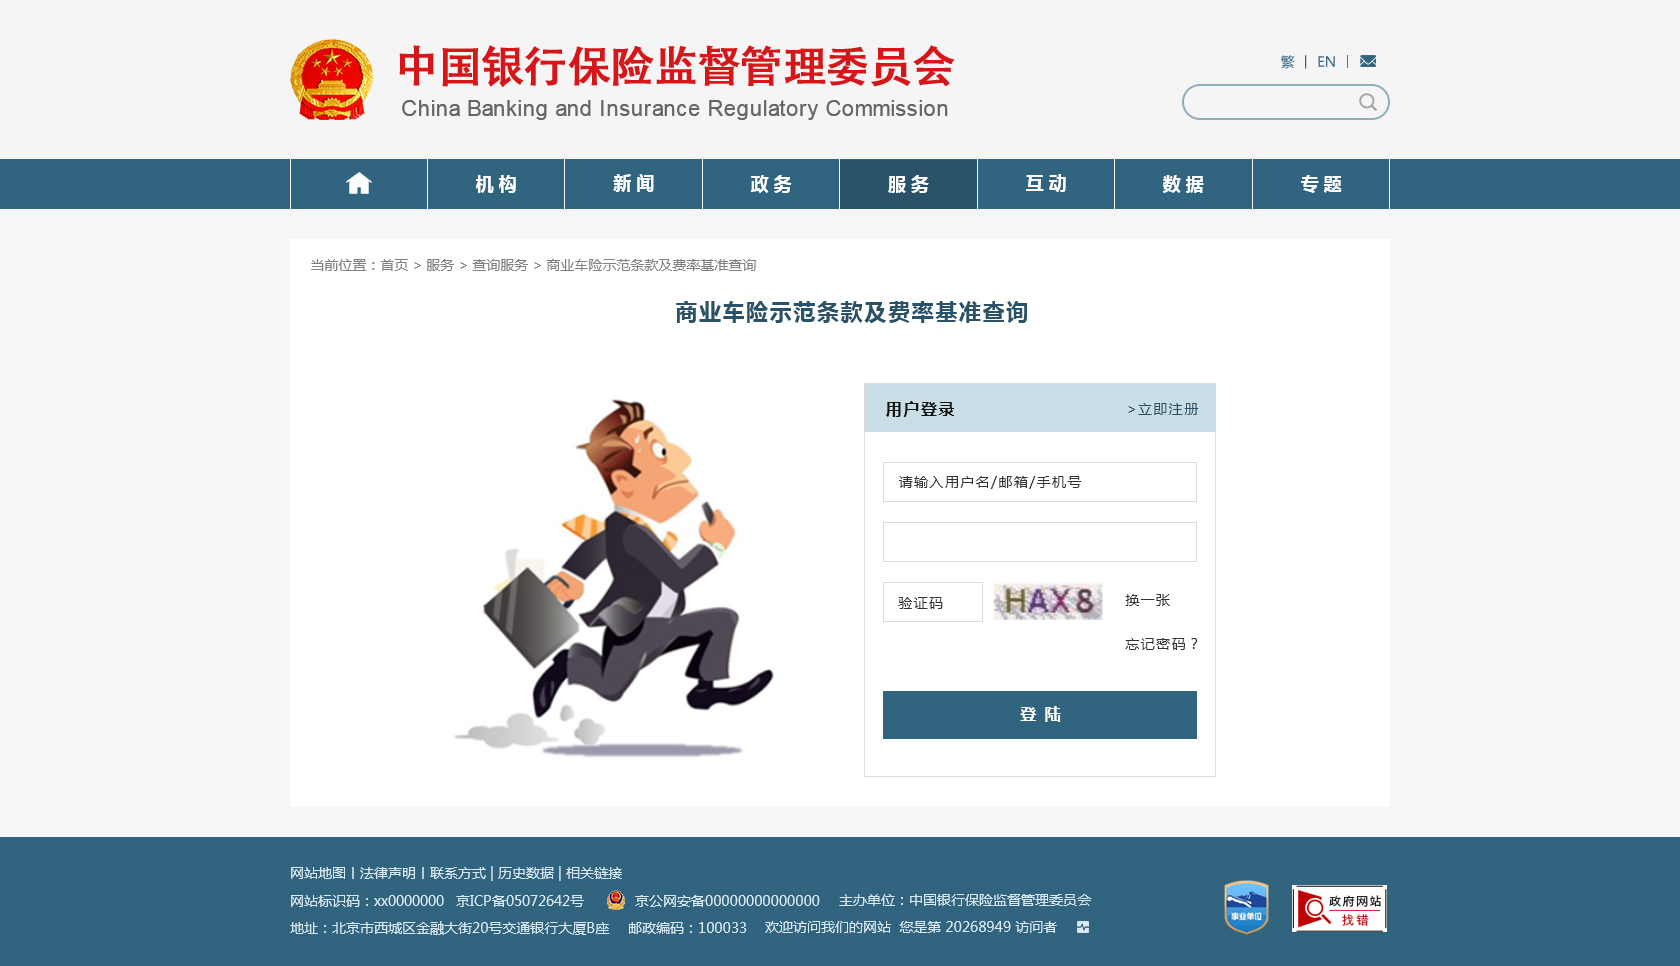 中国银行保险监督管理委员会
China Banking and Insurance Regulatory Commission
繁 | EN |
机构 新闻 政务 服务 互动 数据 专题
当前位置：首页 > 服务 > 查询服务 > 商业车险示范条款及费率基准查询
商业车险示范条款及费率基准查询
用户登录 >立即注册
请输入用户名/邮箱/手机号
验证码 HAX8 换一张
忘记密码？
登 陆
网站地图 | 法律声明 | 联系方式 | 历史数据 | 相关链接
网站标识码：xx0000000 京ICP备05072642号 京公网安备00000000000000 主办单位：中国银行保险监督管理委员会
地址：北京市西城区金融大街20号交通银行大厦B座 邮政编码：100033 欢迎访问我们的网站 您是第 20268949 访问者
事业单位
政府网站
找错